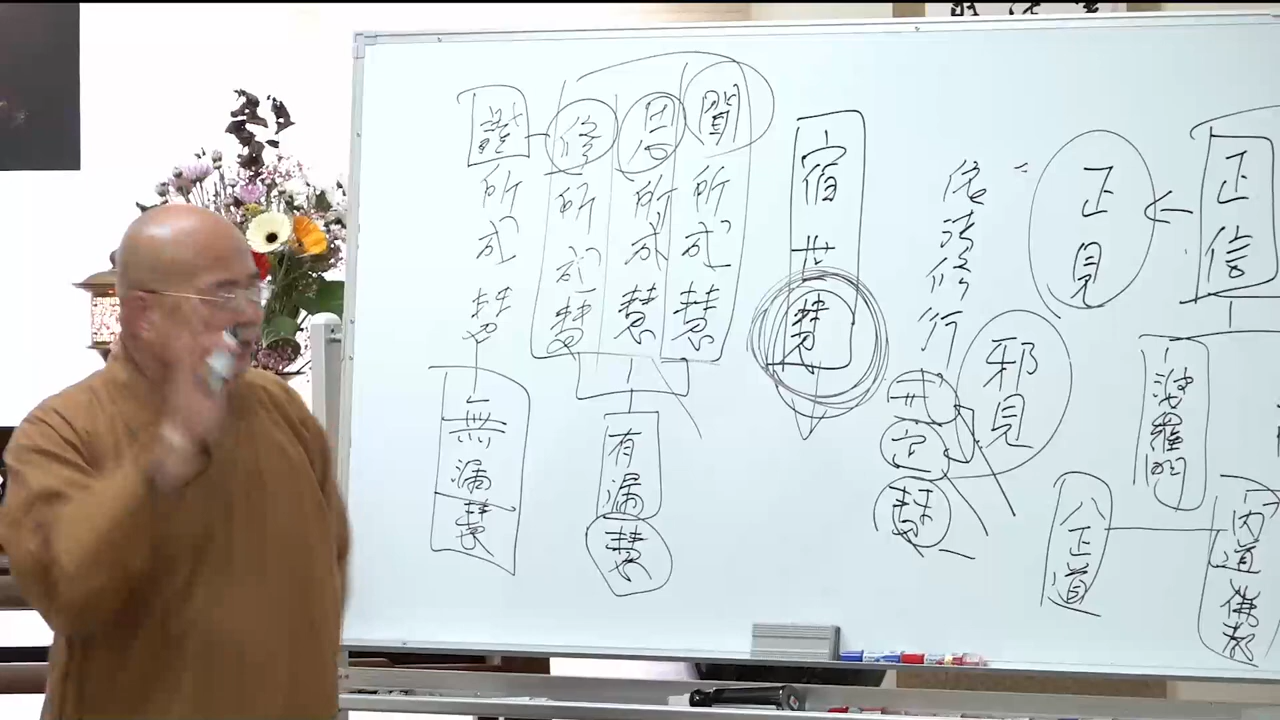 正信
正見
婆羅門
內道佛教
八正道
邪見
依法修行
戒
定
慧
宿世慧
聞所成慧
思所成慧
修所成慧
證所成慧
有漏慧
無漏慧